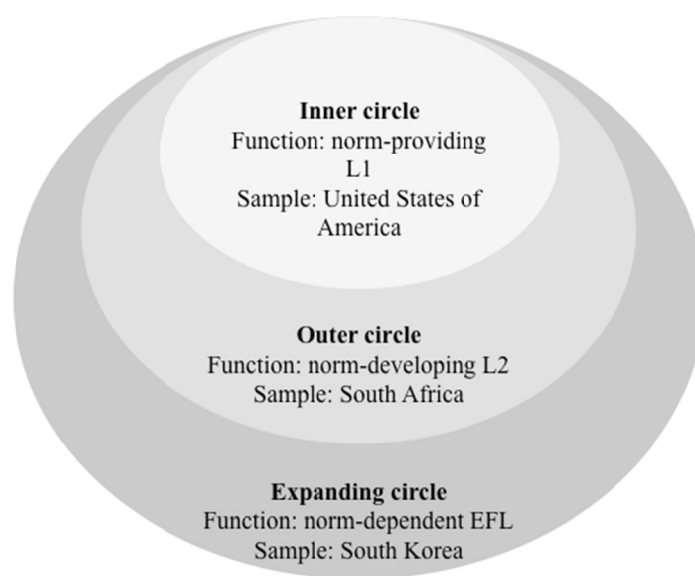 Inner circle
Function: norm-providing
L1
Sample: United States of
America
Outer circle
Function: norm-developing L2
Sample: South Africa
Expanding circle
Function: norm-dependent EFL
Sample: South Korea